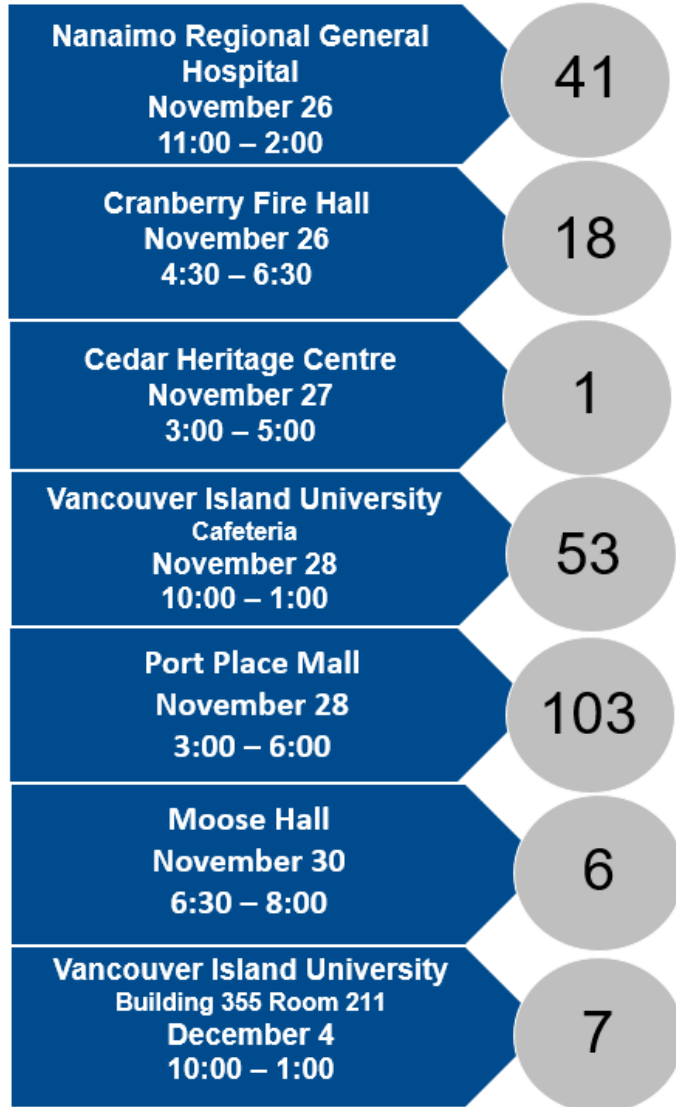 Nanaimo Regional General
Hospital
November 26
11:00 – 2:00
41
Cranberry Fire Hall
November 26
4:30 – 6:30
18
Cedar Heritage Centre
November 27
3:00 – 5:00
1
Vancouver Island University
Cafeteria
November 28
10:00 – 1:00
53
Port Place Mall
November 28
3:00 – 6:00
103
Moose Hall
November 30
6:30 – 8:00
6
Vancouver Island University
Building 355 Room 211
December 4
10:00 – 1:00
7